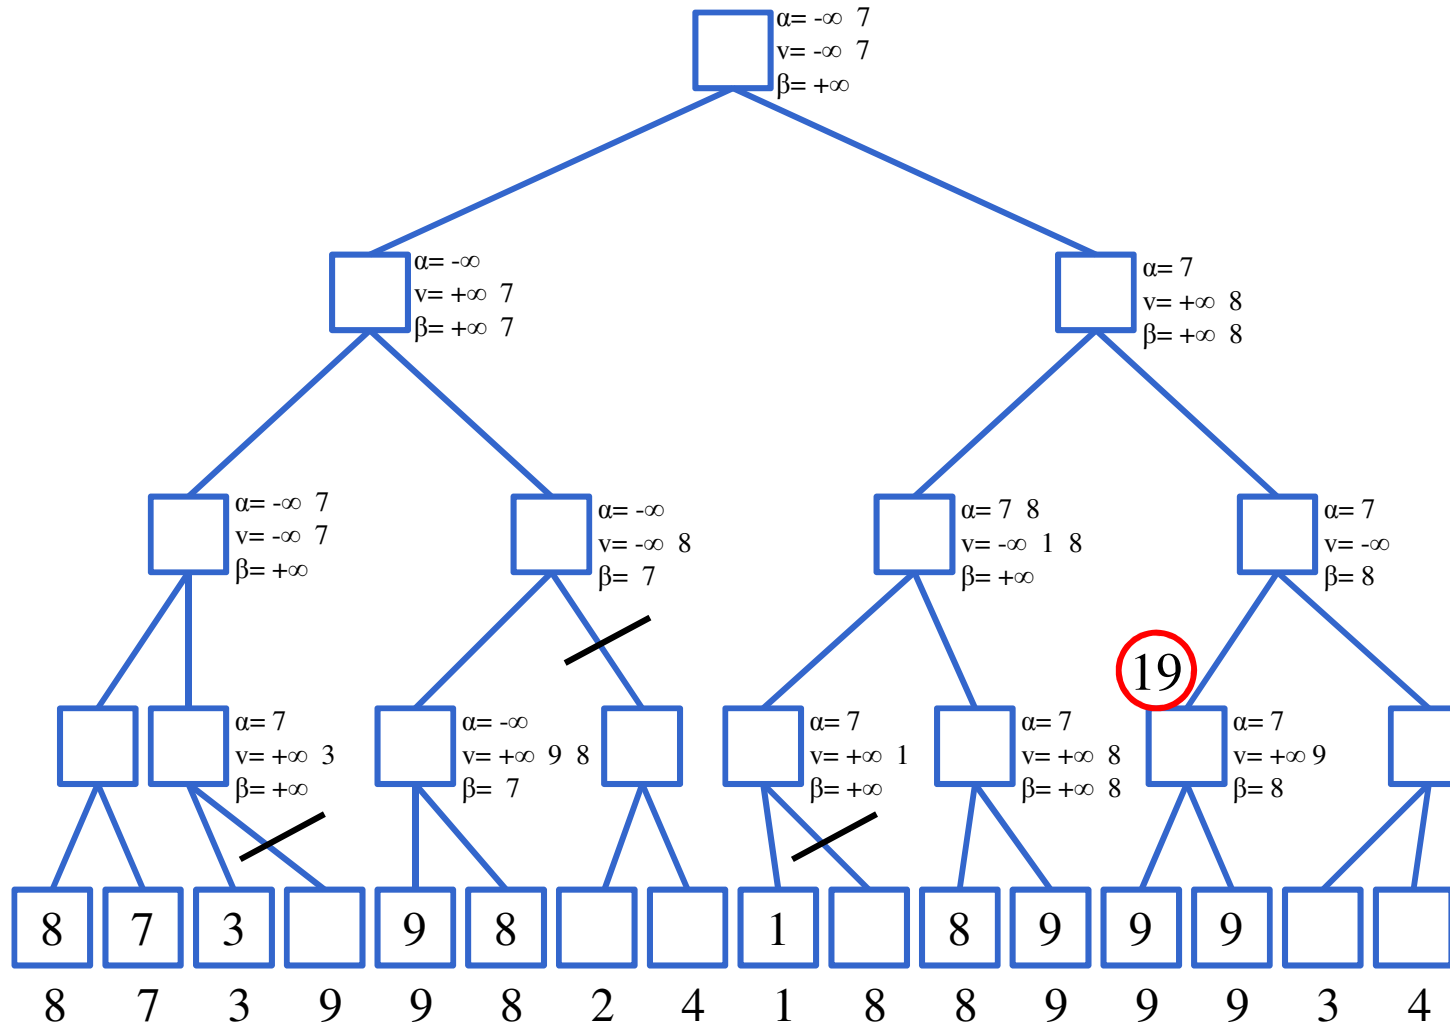 α= -∞ 7
v= -∞ 7
β= +∞
α= -∞
v= +∞ 7
β= +∞ 7
α= 7
v= +∞ 8
β= +∞ 8
α= -∞ 7
v= -∞ 7
β= +∞
α= -∞
v= -∞ 8
β= 7
α= 7 8
v= -∞ 1 8
β= +∞
α= 7
v= -∞
β= 8
19
α= 7
v= +∞ 3
β= +∞
α= -∞
v= +∞ 9 8
β= 7
α= 7
v= +∞ 1
β= +∞
α= 7
v= +∞ 8
β= +∞ 8
α= 7
v= +∞ 9
β= 8
8 7 3 9 8 1 8 9 9 9
8 7 3 9 9 8 2 4 1 8 8 9 9 9 3 4